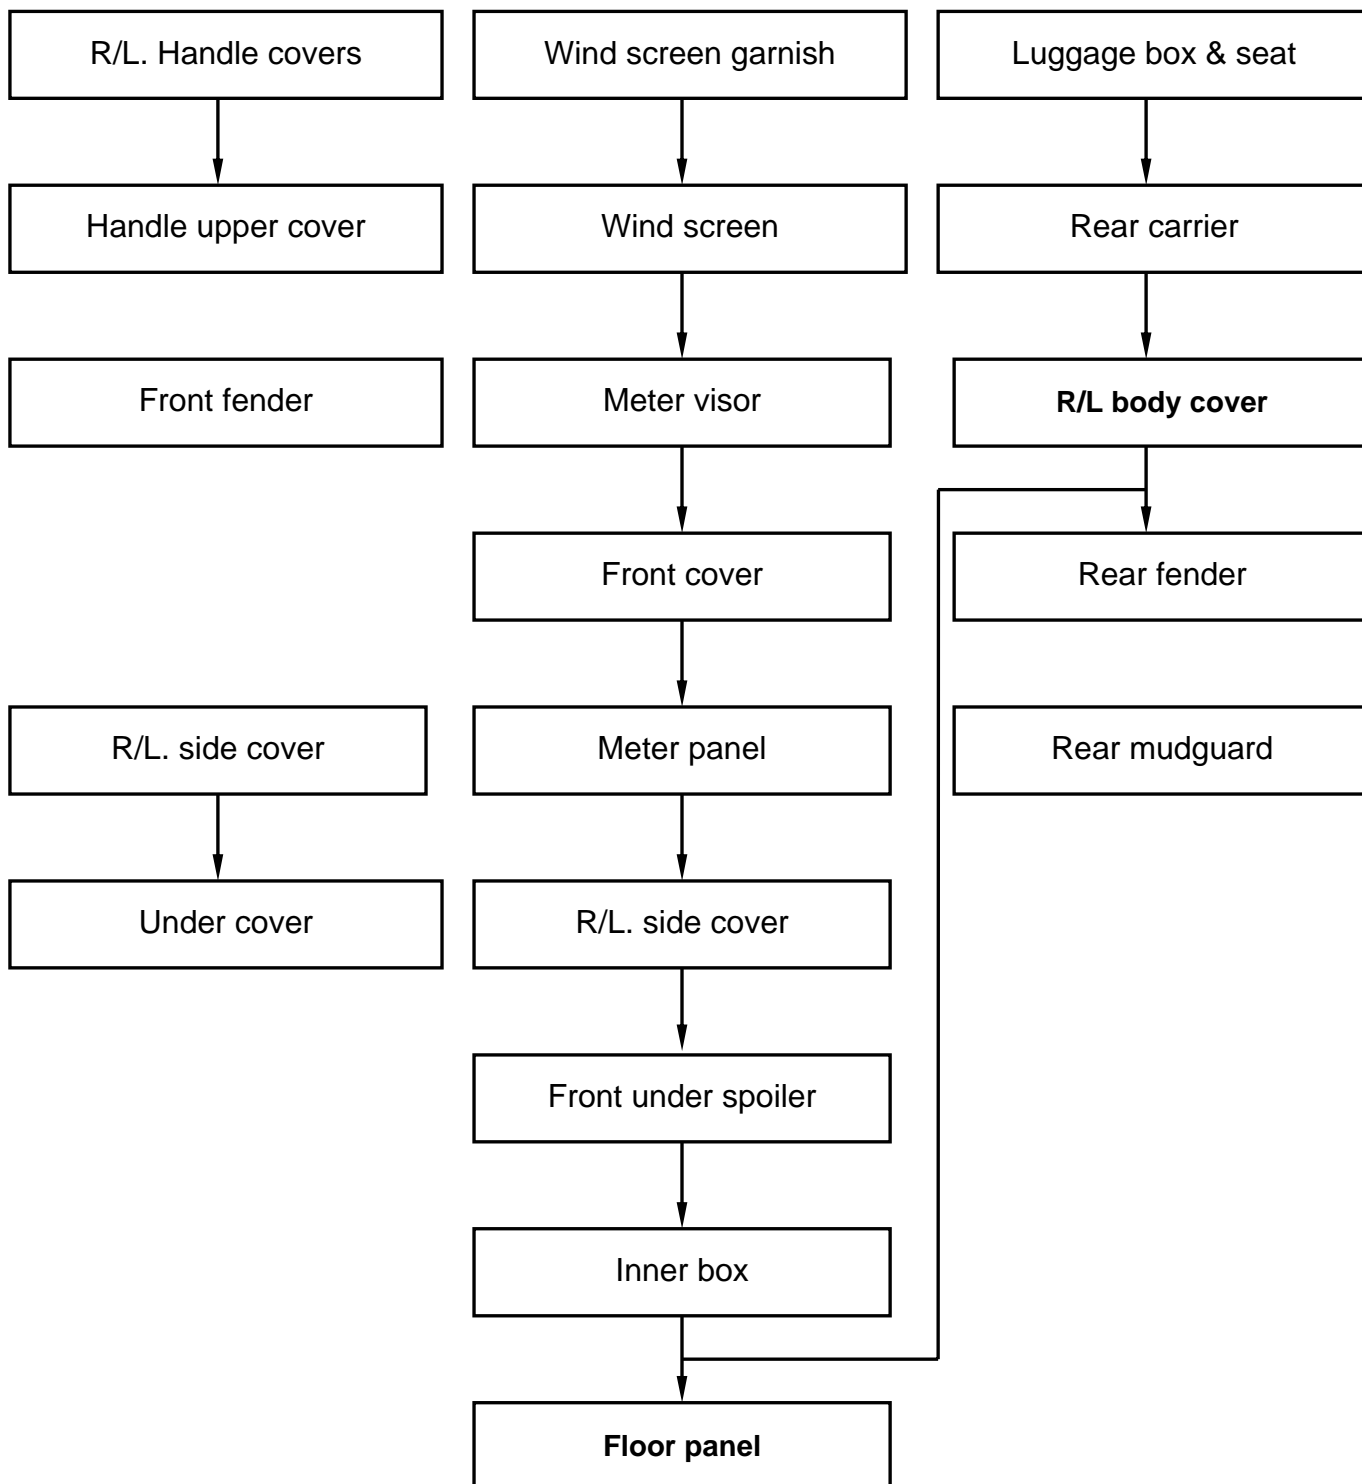 R/L. Handle covers
Wind screen garnish
Luggage box & seat
Handle upper cover
Wind screen
Rear carrier
Front fender
Meter visor
R/L body cover
Front cover
Rear fender
R/L. side cover
Meter panel
Rear mudguard
Under cover
R/L. side cover
Front under spoiler
Inner box
Floor panel